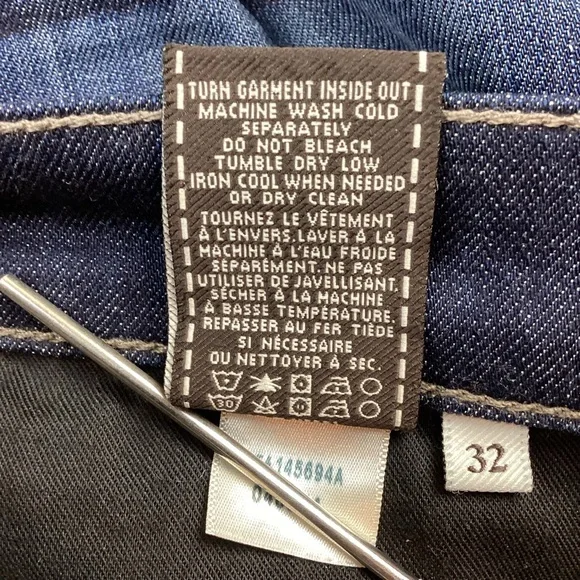 TURN GARMENT INSIDE OUT
MACHINE WASH COLD
SEPARATELY
DO NOT BLEACH
TUMBLE DRY LOW
IRON COOL WHEN NEEDED
OR DRY CLEAN
TOURNEZ LE VÊTEMENT
À L'ENVERS.LAVER À LA
MACHINE À L'EAU FROIDE
SÉPARÉMENT. NE PAS
UTILISER DE JAVELLISANT.
SÉCHER À LA MACHINE
À BASSE TEMPÉRATURE.
REPASSER AU FER TIÈDE
SI NÉCESSAIRE
OU NETTOYER À SEC.
30
32